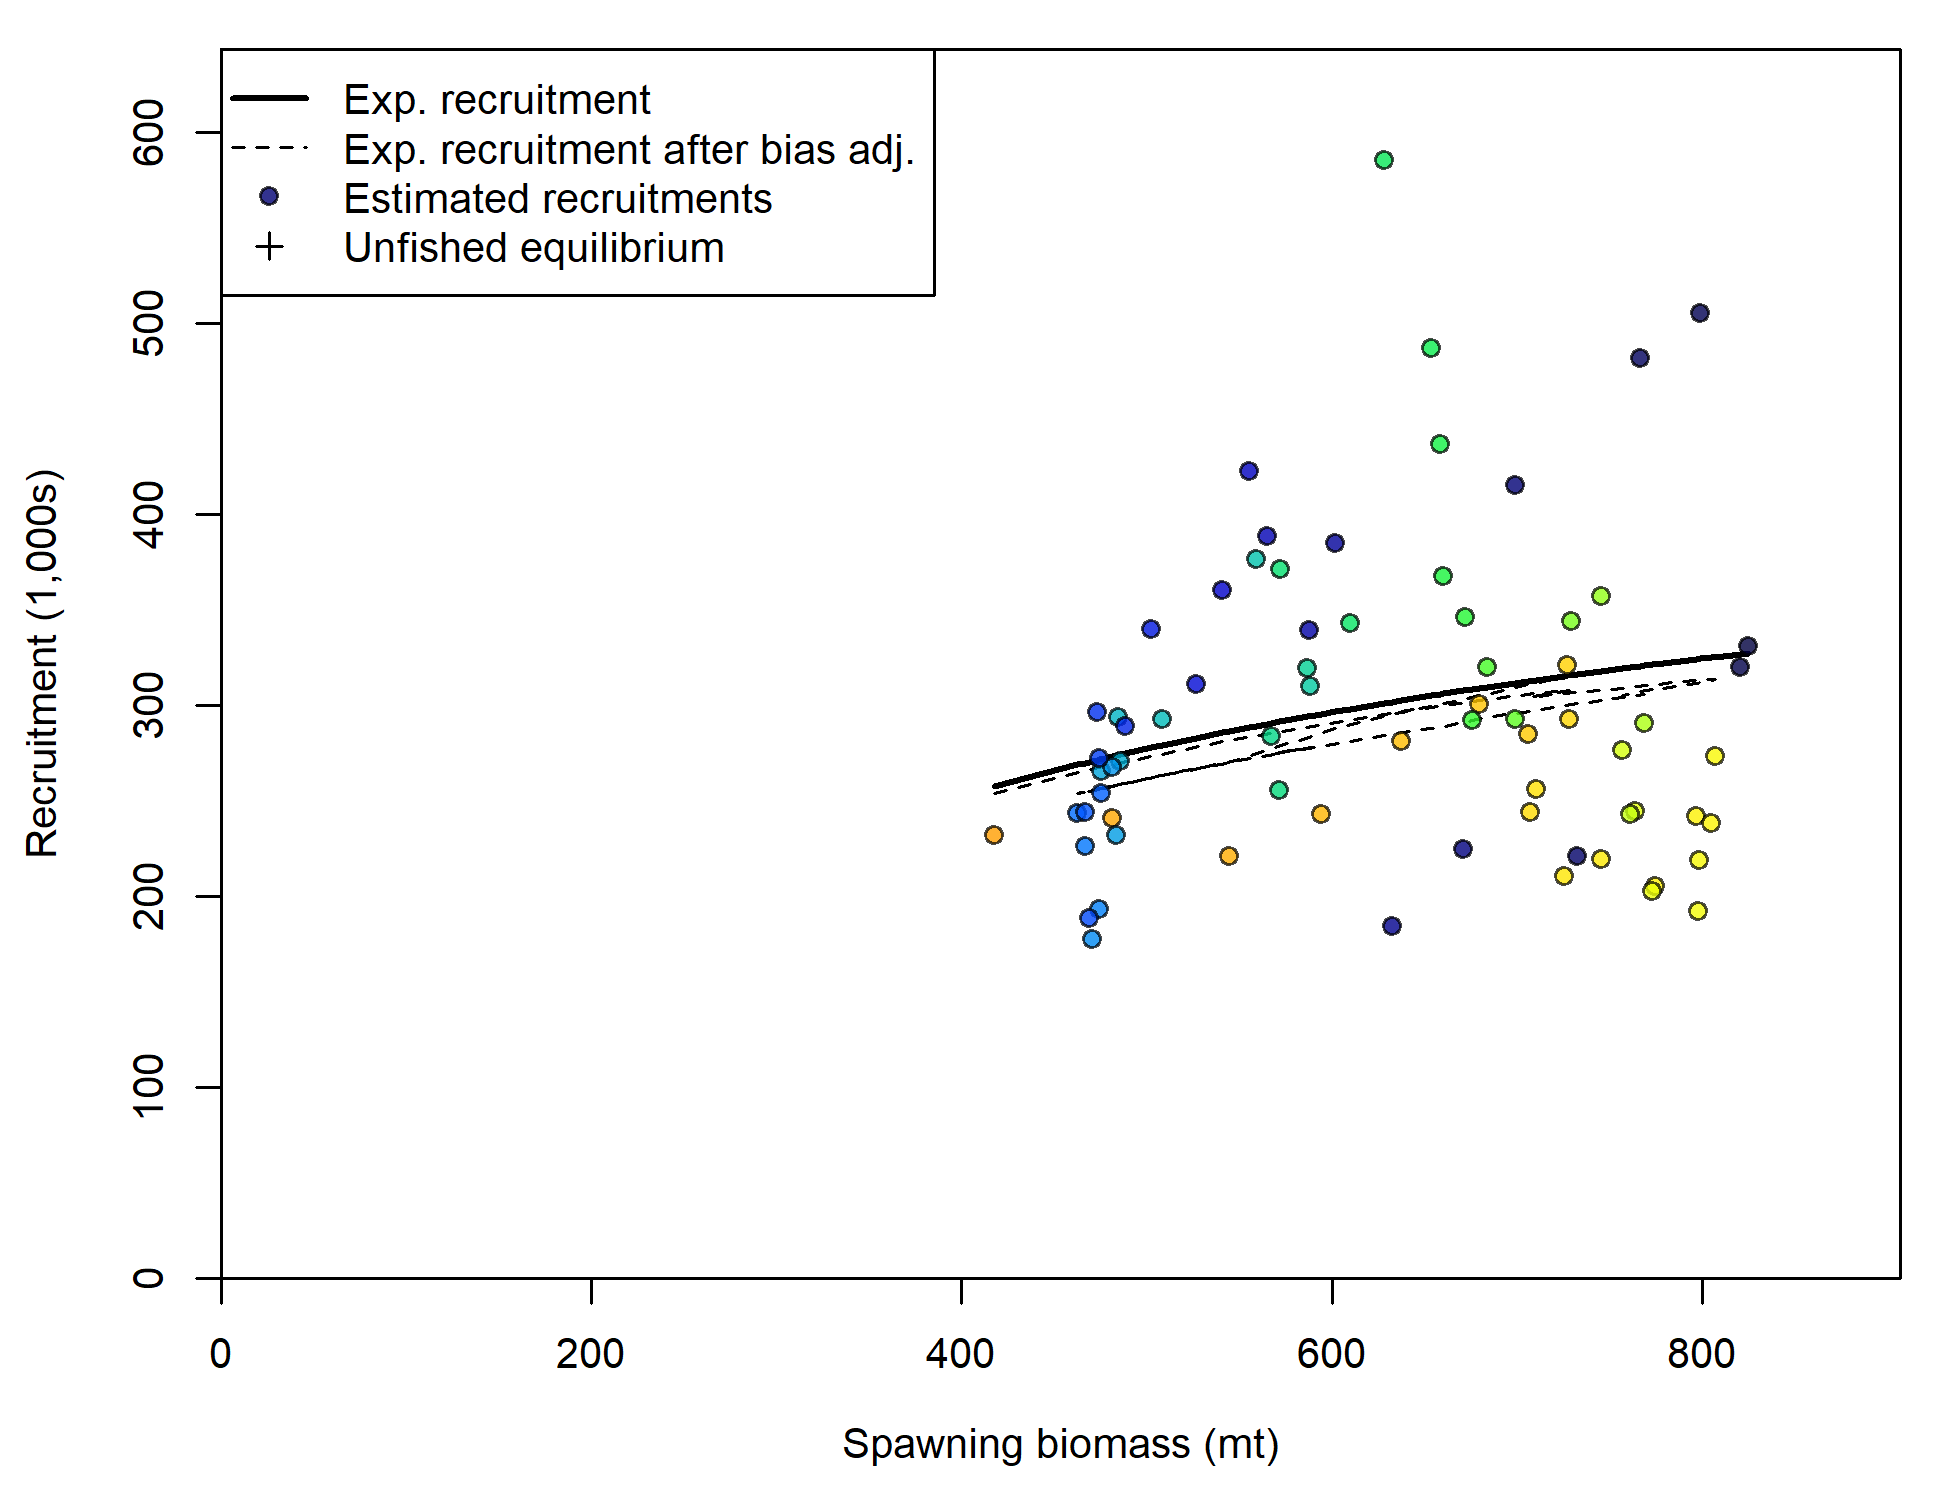 Exp. recruitment
Exp. recruitment after bias adj.
Estimated recruitments
Unfished equilibrium
600
500
400
300
200
100
0
Recruitment (1,000s)
0 200 400 600 800
Spawning biomass (mt)